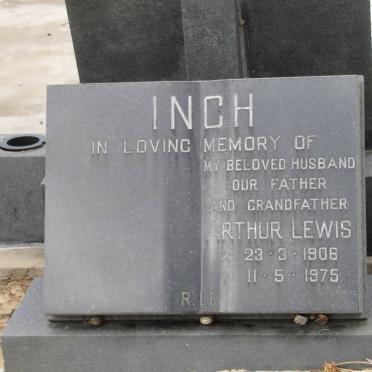 INCH
IN LOVING MEMORY OF
MY BELOVED HUSBAND
OUR FATHER
AND GRANDFATHER
ARTHUR LEWIS
23·3·1906
11·5·1975
R.I.P.